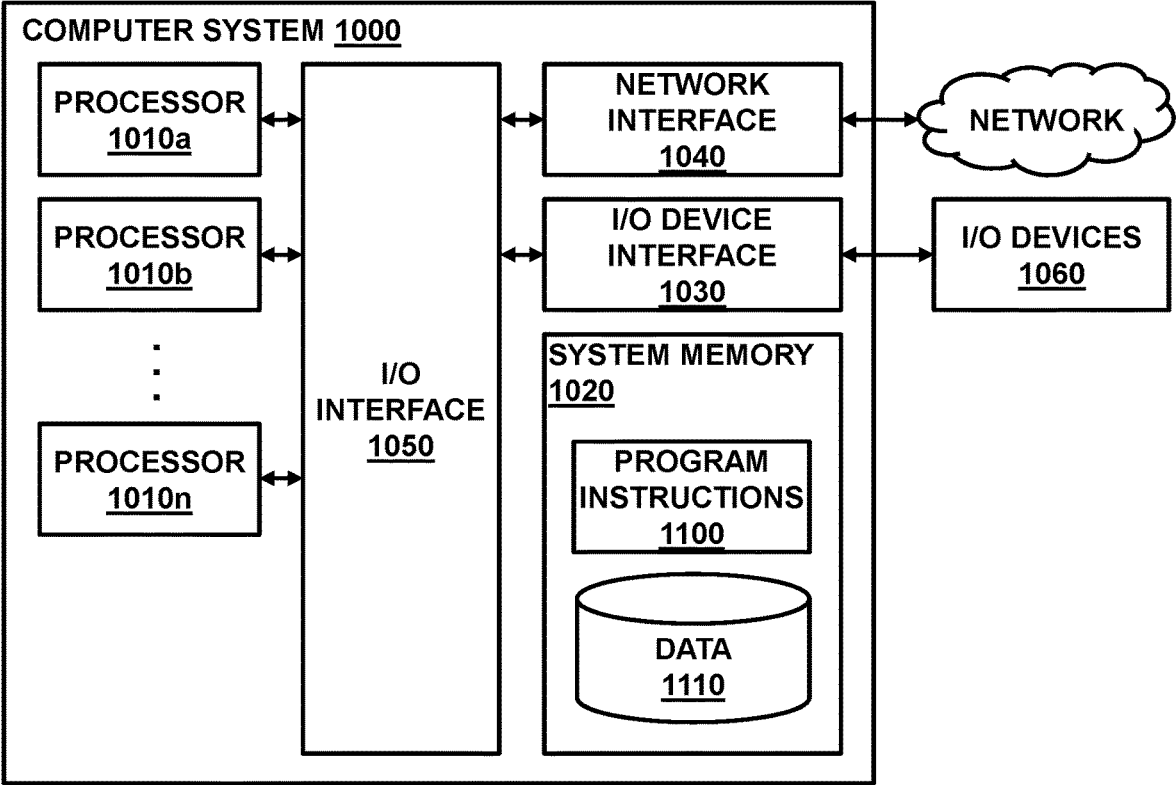 COMPUTER SYSTEM 1000
PROCESSOR
1010a
PROCESSOR
1010b
PROCESSOR
1010n
I/O
INTERFACE
1050
NETWORK
INTERFACE
1040
I/O DEVICE
INTERFACE
1030
SYSTEM MEMORY
1020
PROGRAM
INSTRUCTIONS
1100
DATA
1110
NETWORK
I/O DEVICES
1060